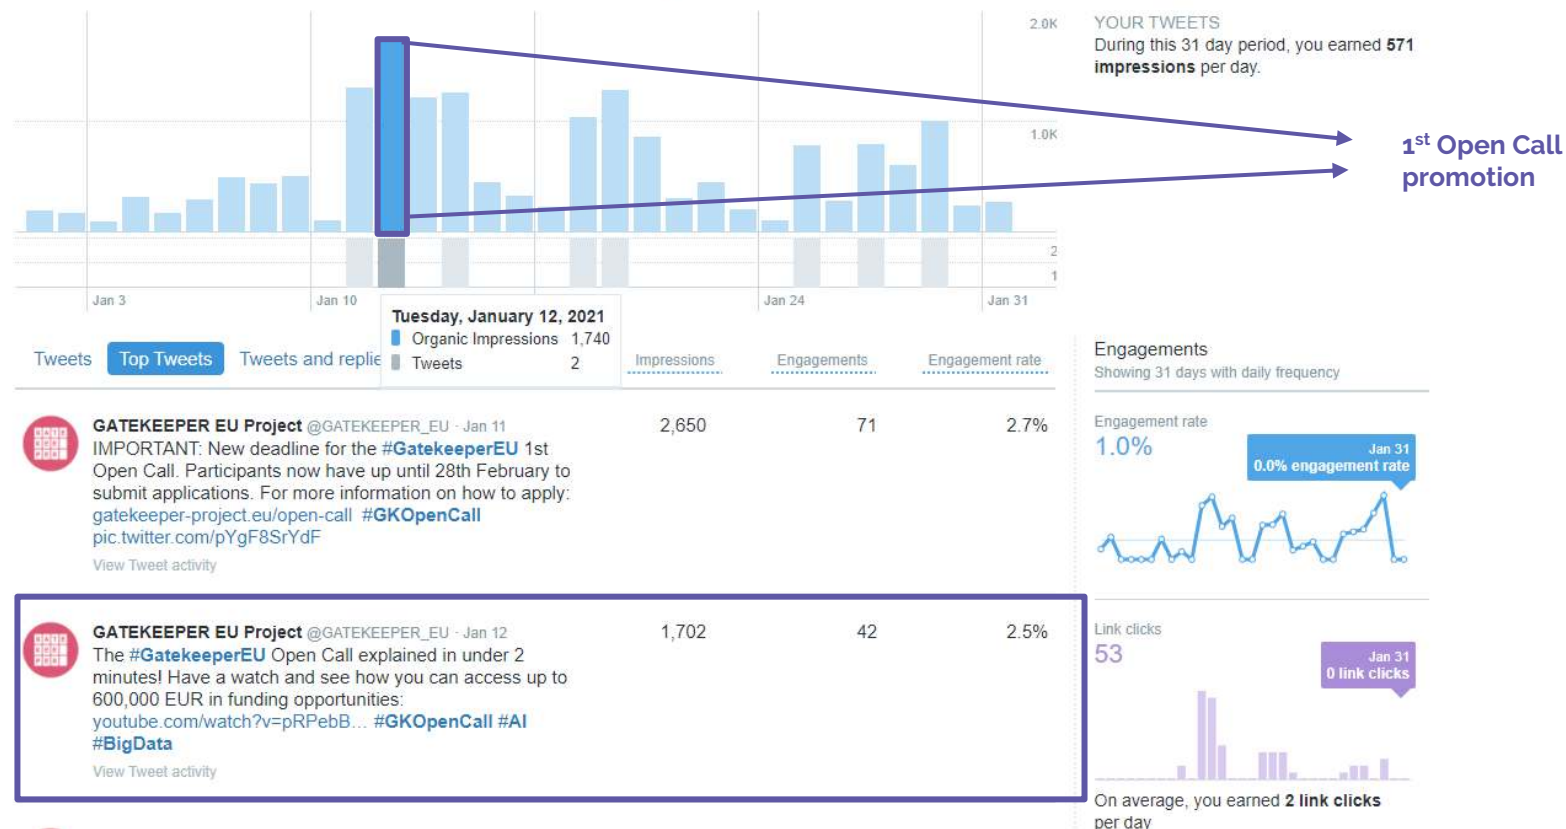 2.0K
YOUR TWEETS
During this 31 day period, you earned 571
impressions per day.
1.0K
1st Open Call
promotion
2
1
Jan 3
Jan 10
Jan 24
Jan 31
Tuesday, January 12, 2021
Organic Impressions 1,740
Tweets 2
Tweets Top Tweets Tweets and replie Impressions Engagements Engagement rate
Engagements
Showing 31 days with daily frequency
GATEKEEPER EU Project @GATEKEEPER_EU · Jan 11 2,650 71 2.7%
IMPORTANT: New deadline for the #GatekeeperEU 1st
Open Call. Participants now have up until 28th February to
submit applications. For more information on how to apply:
gatekeeper-project.eu/open-call #GKOpenCall
pic.twitter.com/pYgF8SrYdF
View Tweet activity
Engagement rate
1.0%
Jan 31
0.0% engagement rate
GATEKEEPER EU Project @GATEKEEPER_EU · Jan 12 1,702 42 2.5%
The #GatekeeperEU Open Call explained in under 2
minutes! Have a watch and see how you can access up to
600,000 EUR in funding opportunities:
youtube.com/watch?v=pRPebB... #GKOpenCall #AI
#BigData
View Tweet activity
Link clicks
53
Jan 31
0 link clicks
On average, you earned 2 link clicks
per day